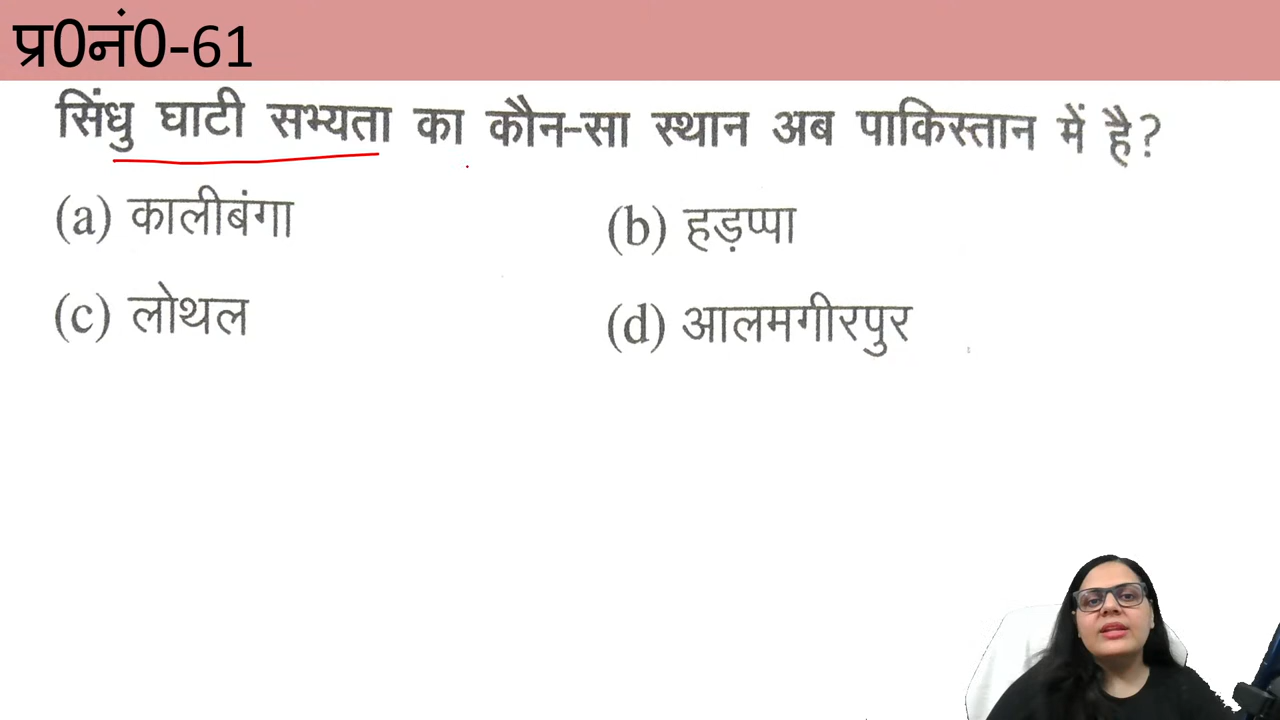 प्र0नं0-61
सिंधु घाटी सभ्यता का कौन-सा स्थान अब पाकिस्तान में है?
(a) कालीबंगा (b) हड़प्पा
(c) लोथल (d) आलमगीरपुर